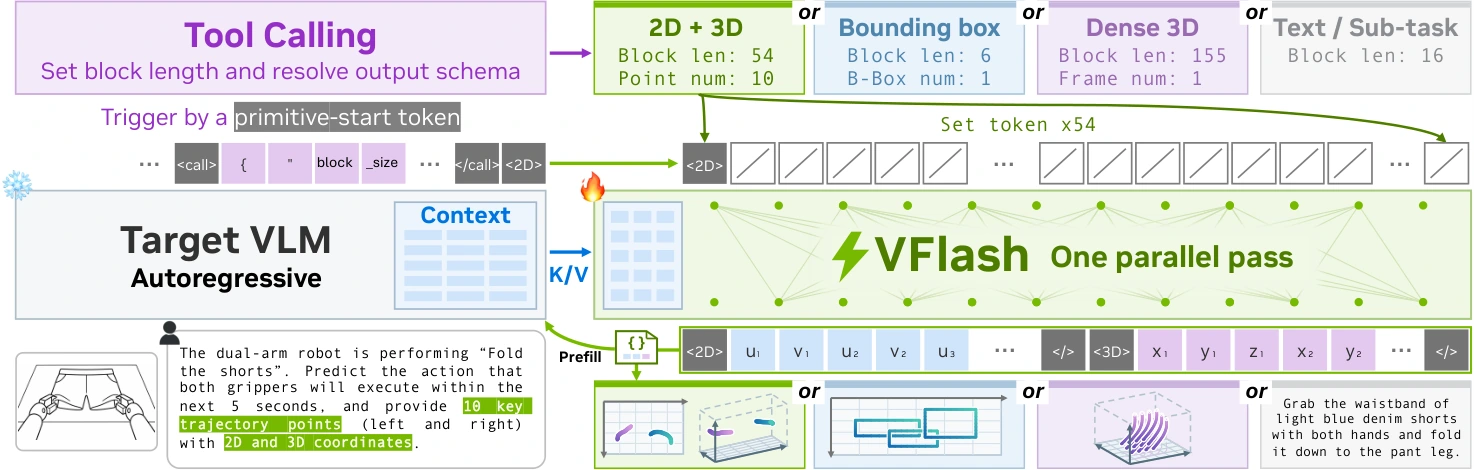 Tool Calling
Set block length and resolve output schema
2D + 3D
Block len: 54
Point num: 10
or
Bounding box
Block len: 6
B-Box num: 1
or
Dense 3D
Block len: 155
Frame num: 1
or
Text / Sub-task
Block len: 16
Trigger by a primitive-start token
Set token x54
... <call> { " block _size ... </call> <2D>
<2D> ... ...
Target VLM
Autoregressive
Context
K/V
VFlash One parallel pass
Prefill
{}
<2D> u₁ v₁ u₂ v₂ u₃ ... </> <3D> x₁ y₁ z₁ x₂ y₂ ... </>
The dual-arm robot is performing “Fold
the shorts”. Predict the action that
both grippers will execute within the
next 5 seconds, and provide 10 key
trajectory points (left and right)
with 2D and 3D coordinates.
or
or
or
Grab the waistband of
light blue denim shorts
with both hands and fold
it down to the pant leg.